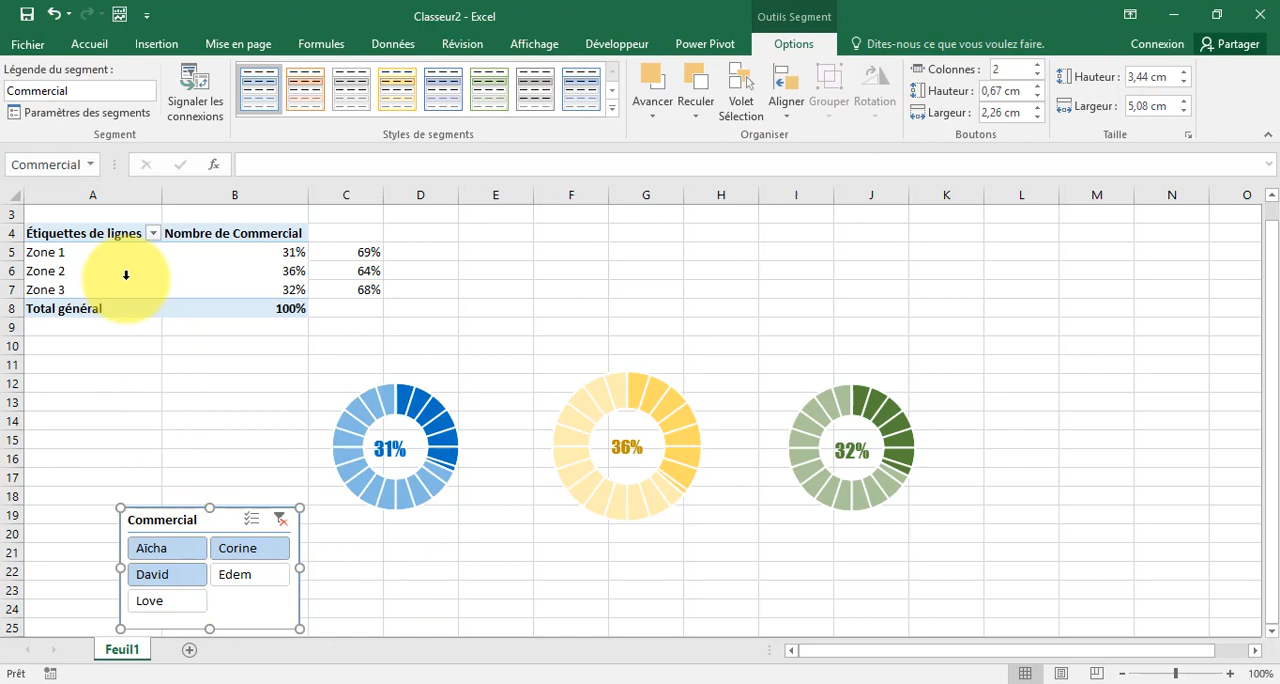 Classeur2 - Excel
Outils Segment
Fichier Accueil Insertion Mise en page Formules Données Révision Affichage Développeur Power Pivot Options Dites-nous ce que vous voulez faire. Connexion Partager
Légende du segment :
Commercial
Paramètres des segments
Segment
Signaler les
connexions
Styles de segments
Avancer Reculer Volet
Sélection
Aligner Grouper Rotation
Organiser
Colonnes : 2
Hauteur : 0,67 cm
Largeur : 2,26 cm
Boutons
Hauteur : 3,44 cm
Largeur : 5,08 cm
Taille
Commercial fx
A B C D E F G H I J K L M N O
3
4 Étiquettes de lignes Nombre de Commercial
5 Zone 1 31% 69%
6 Zone 2 36% 64%
7 Zone 3 32% 68%
8 Total général 100%
9
10
11
12
13
14
15
16
17
18
19
20
21
22
23
24
25
31% 36% 32%
Commercial
Aïcha Corine
David Edem
Love
Feuil1
Prêt 100%